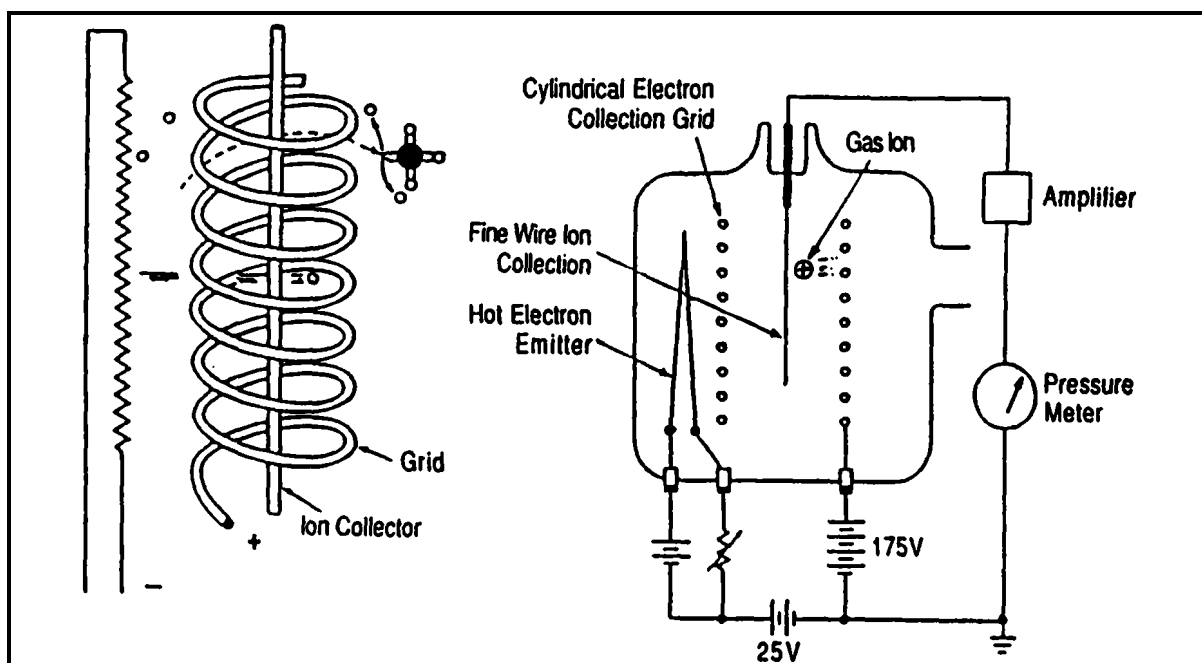 Grid
Ion Collector
+
−
Cylindrical Electron
Collection Grid
Gas Ion
Fine Wire Ion
Collection
Hot Electron
Emitter
Amplifier
Pressure
Meter
175V
25V